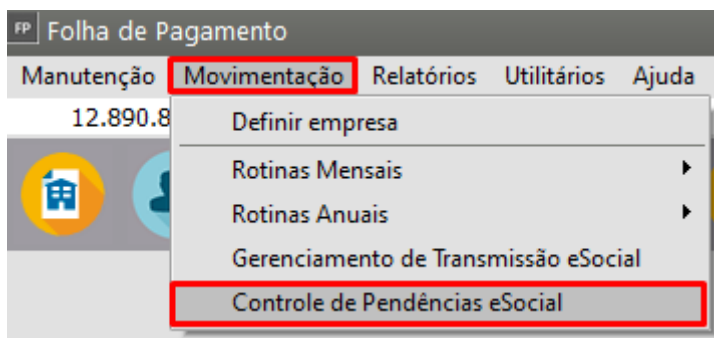 FP Folha de Pagamento
Manutenção Movimentação Relatórios Utilitários Ajuda
12.890.8
Definir empresa
Rotinas Mensais
Rotinas Anuais
Gerenciamento de Transmissão eSocial
Controle de Pendências eSocial